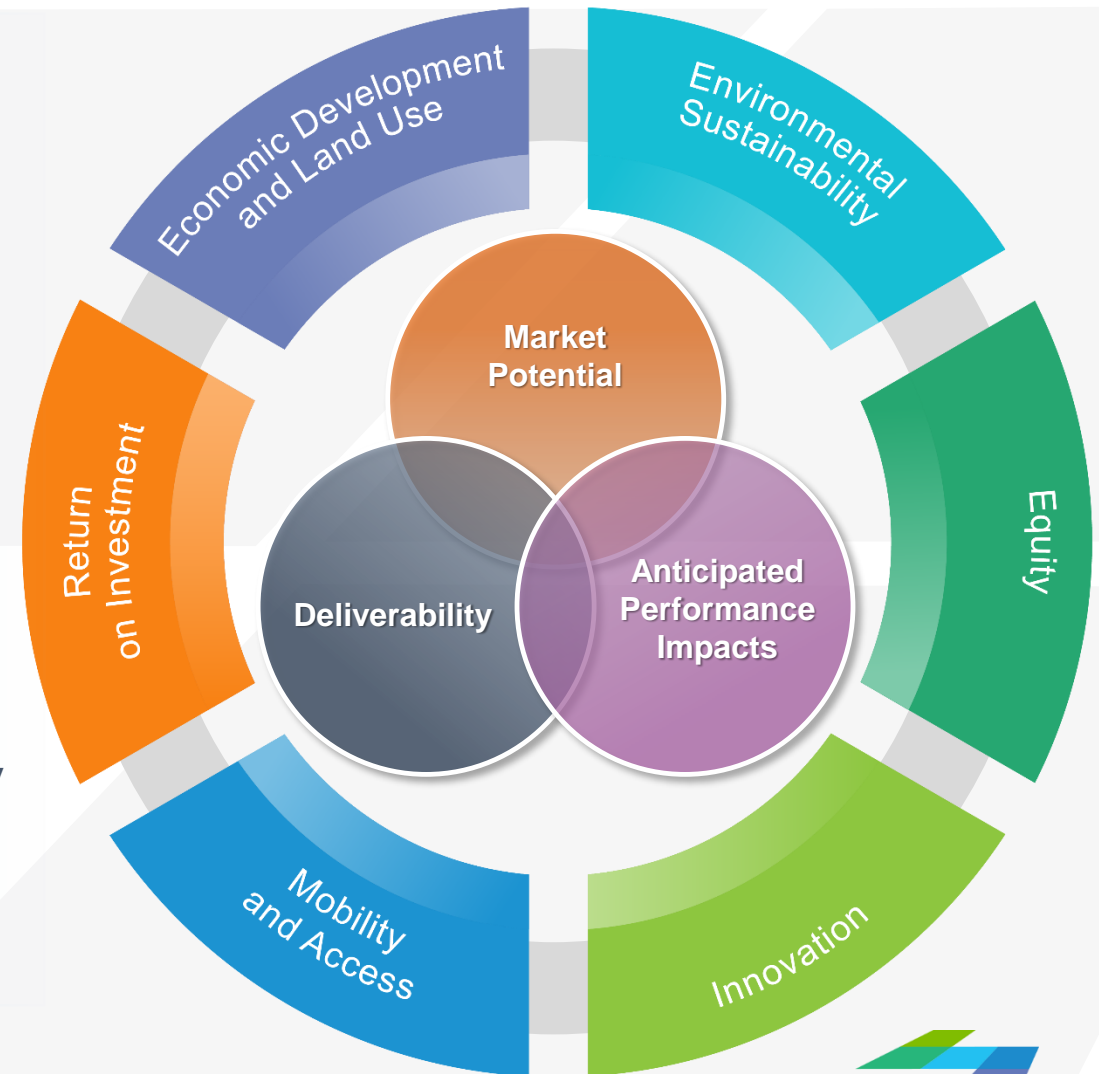 Economic Development
and Land Use
Environmental
Sustainability
Market
Potential
Return
on Investment
Equity
Deliverability
Anticipated
Performance
Impacts
Mobility
and Access
Innovation